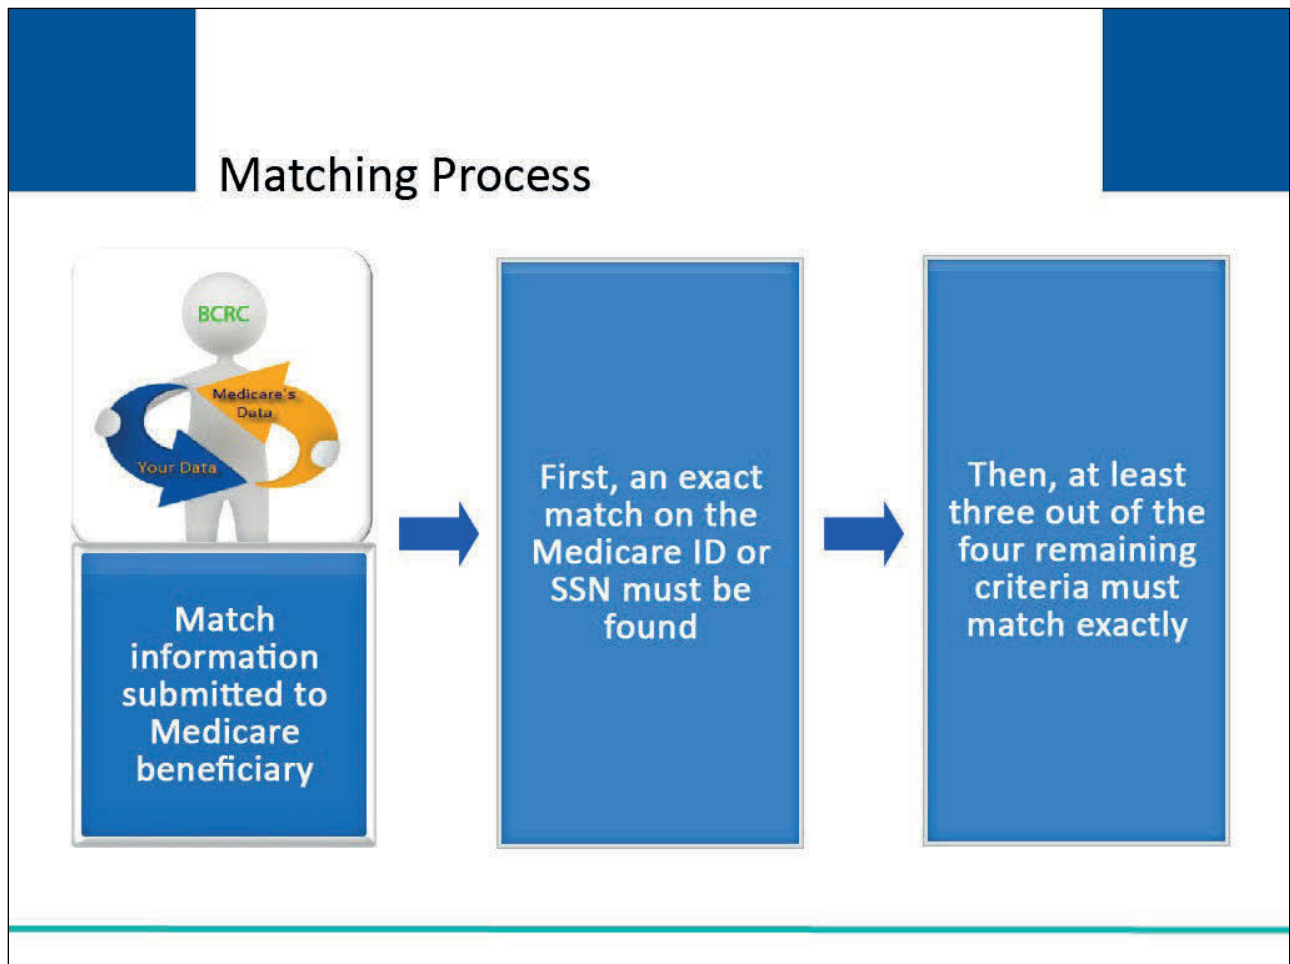 Matching Process
BCRC
Medicare's
Data
Your Data
Match
information
submitted to
Medicare
beneficiary
First, an exact
match on the
Medicare ID or
SSN must be
found
Then, at least
three out of the
four remaining
criteria must
match exactly